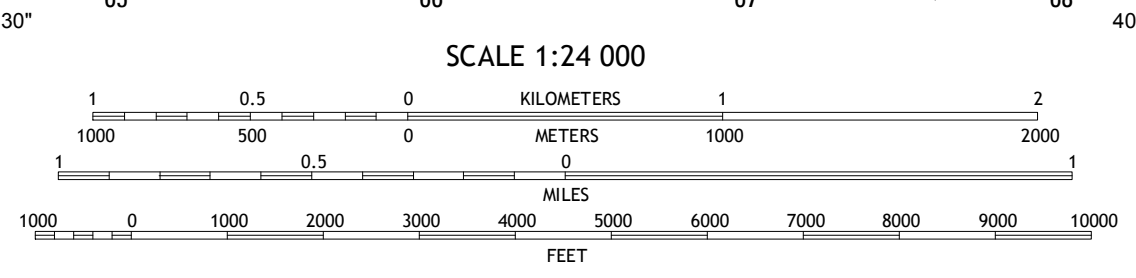 30" 40
SCALE 1:24 000
1 0.5 0 KILOMETERS 1 2
1000 500 0 METERS 1000 2000
1 0.5 0 1
MILES
1000 0 1000 2000 3000 4000 5000 6000 7000 8000 9000 10000
FEET